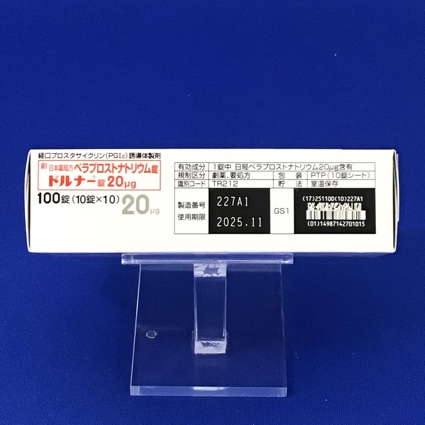 経口プロスタサイクリン(PGI₂)誘導体製剤
劇 日本薬局方 ベラプロストナトリウム錠
ドルナー®錠20μg
100錠(10錠×10) 20μg
有効成分 1錠中 日局ベラプロストナトリウム20μg含有
規制区分 劇薬、要処方 包装 PTP(10錠シート)
識別コード TR212 貯法 室温保存
製造番号 227A1
使用期限 2025.11
GS1
(17)251100(10)227A1
(01)14987142701015